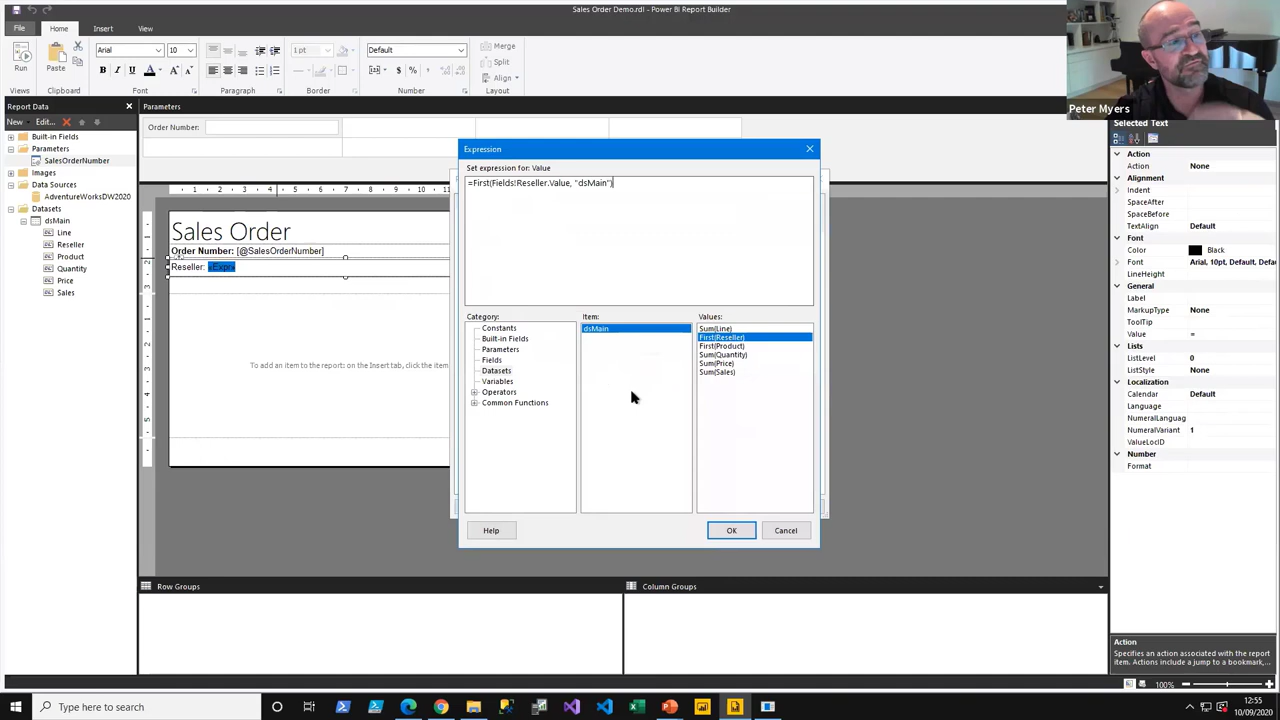 Sales Order Demo.rdl - Power BI Report Builder
File
Home
Insert
View
Run
Paste
Arial
10
1 pt
Default
Merge
Split
Align
Views
Clipboard
Font
Paragraph
Border
Number
Layout
Peter Myers
Report Data
New
Edit...
Built-in Fields
Parameters
SalesOrderNumber
Images
Data Sources
AdventureWorksDW2020
Datasets
dsMain
Line
Reseller
Product
Quantity
Price
Sales
Parameters
Order Number:
Sales Order
Order Number: [@SalesOrderNumber]
Reseller: «Expr»
To add an item to the report: on the Insert tab, click the item
Expression
Set expression for: Value
=First(Fields!Reseller.Value, "dsMain")
Category:
Constants
Built-in Fields
Parameters
Fields
Datasets
Variables
Operators
Common Functions
Item:
dsMain
Values:
Sum(Line)
First(Reseller)
First(Product)
Sum(Quantity)
Sum(Price)
Sum(Sales)
Help
OK
Cancel
Row Groups
Column Groups
Selected Text
Action
Action None
Alignment
Indent
SpaceAfter
SpaceBefore
TextAlign Default
Font
Color Black
Font Arial, 10pt, Default, Defa
LineHeight
General
Label
MarkupType None
ToolTip
Value =
Lists
ListLevel 0
ListStyle None
Localization
Calendar Default
Language
NumeralLanguag
NumeralVariant 1
ValueLocID
Number
Format
Action
Specifies an action associated with the report
item. Actions include a jump to a bookmark,
100%
Type here to search
12:55
10/09/2020